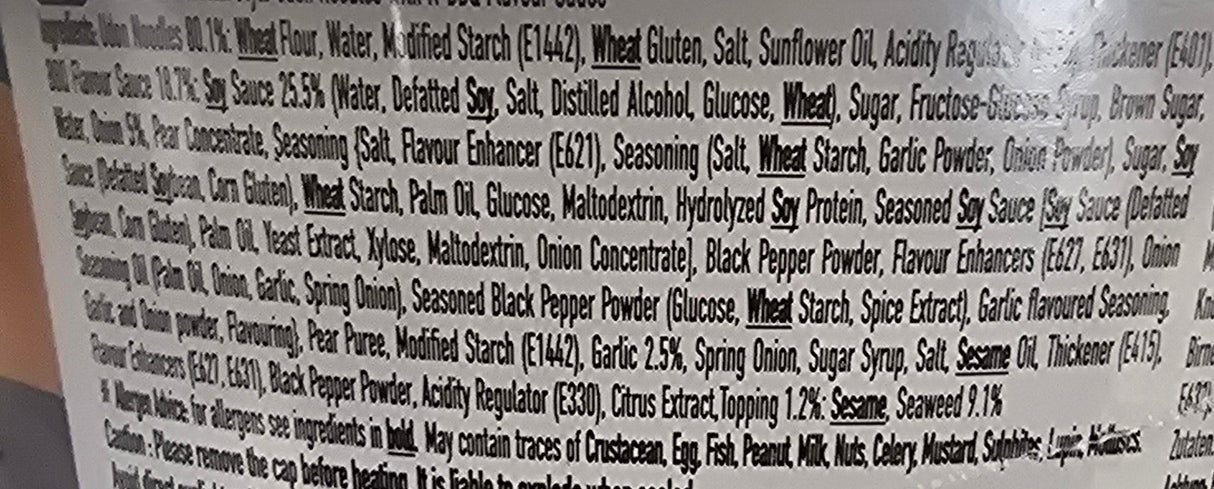 Ingredients: Udon Noodles 80.1%: Wheat Flour, Water, Modified Starch (E1442), Wheat Gluten, Salt, Sunflower Oil, Acidity Thickener (E401),
Flavour Sauce 18.7%: Soy Sauce 25.5% (Water, Defatted Soy, Salt, Distilled Alcohol, Glucose, Wheat), Sugar, Fructose-Glucose Syrup, Brown Sugar,
Water, Onion 5%, Pear Concentrate, Seasoning {Salt, Flavour Enhancer (E621), Seasoning (Salt, Wheat Starch, Garlic Powder, Onion Powder), Sugar, Soy
Sauce (Defatted Soybean, Corn Gluten), Wheat Starch, Palm Oil, Glucose, Maltodextrin, Hydrolyzed Soy Protein, Seasoned Soy Sauce [Soy Sauce (Defatted
Soybean, Corn Gluten), Palm Oil, Yeast Extract, Xylose, Maltodextrin, Onion Concentrate], Black Pepper Powder, Flavour Enhancers (E627, E631), Onion
Seasoning Oil (Palm Oil, Onion, Garlic, Spring Onion), Seasoned Black Pepper Powder (Glucose, Wheat Starch, Spice Extract), Garlic flavoured Seasoning,
Garlic and Onion powder, Flavouring}, Pear Puree, Modified Starch (E1442), Garlic 2.5%, Spring Onion, Sugar Syrup, Salt, Sesame Oil, Thickener (E415),
Flavour Enhancers (E627, E631), Black Pepper Powder, Acidity Regulator (E330), Citrus Extract, Topping 1.2%: Sesame, Seaweed 9.1%
* Allergen Advice: for allergens see ingredients in bold. May contain traces of Crustacean, Egg, Fish, Peanut, Milk, Nuts, Celery, Mustard, Sulphites, Lupin, Molluscs.
Zutaten:
Caution : Please remove the cap before heating. It is liable to explode when sealed.